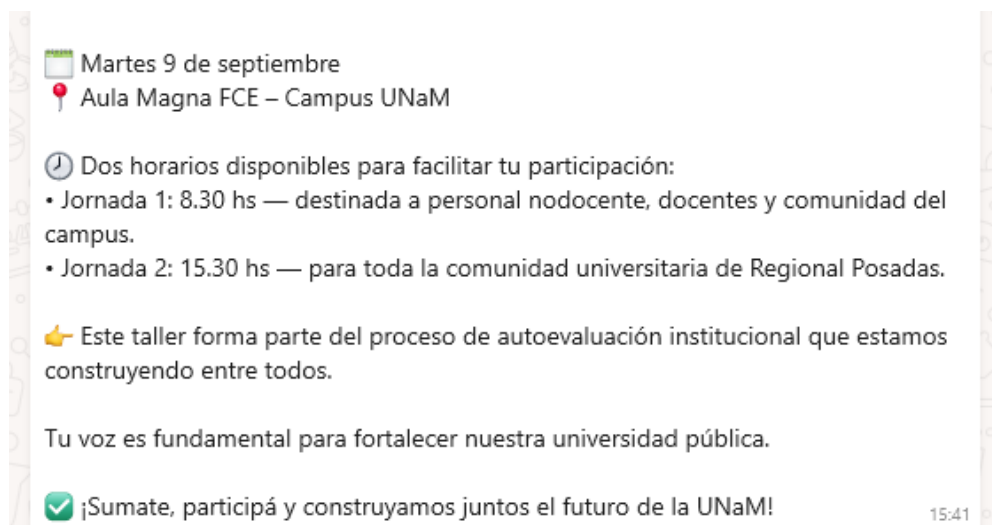 🗓️ Martes 9 de septiembre
📍 Aula Magna FCE – Campus UNaM
🕗 Dos horarios disponibles para facilitar tu participación:
• Jornada 1: 8.30 hs — destinada a personal nodocente, docentes y comunidad del
campus.
• Jornada 2: 15.30 hs — para toda la comunidad universitaria de Regional Posadas.
👉 Este taller forma parte del proceso de autoevaluación institucional que estamos
construyendo entre todos.
Tu voz es fundamental para fortalecer nuestra universidad pública.
✅ ¡Sumate, participá y construyamos juntos el futuro de la UNaM!
15:41